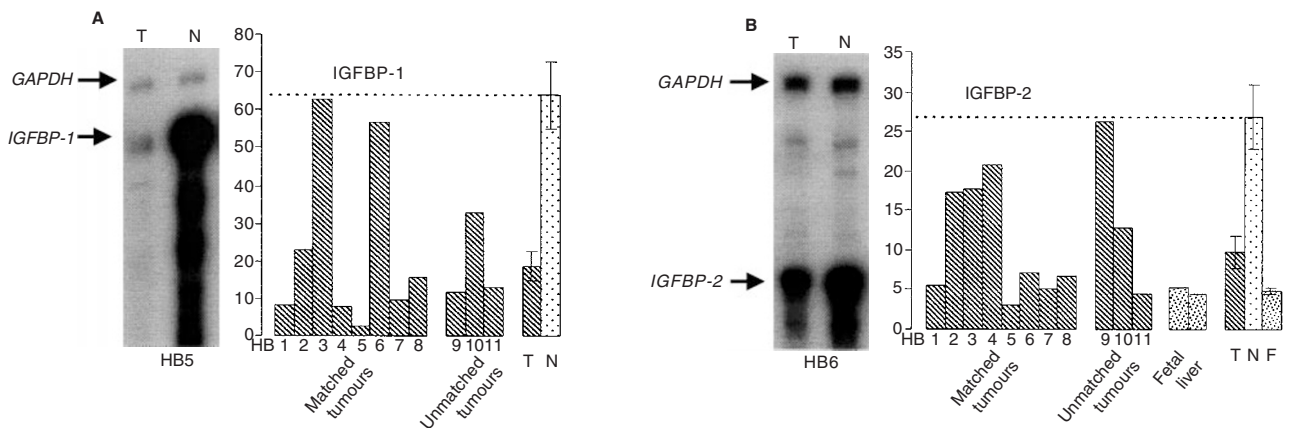 A
T N
GAPDH
IGFBP-1
HB5
80
70
60
50
40
30
20
10
0
IGFBP-1
HB 1 2 3 4 5 6 7 8 9 10 11 T N
Matched
tumours
Unmatched
tumours
B
T N
GAPDH
IGFBP-2
HB6
35
30
25
20
15
10
5
0
IGFBP-2
HB 1 2 3 4 5 6 7 8 9 10 11 T N F
Matched
tumours
Unmatched
tumours
Fetal
liver